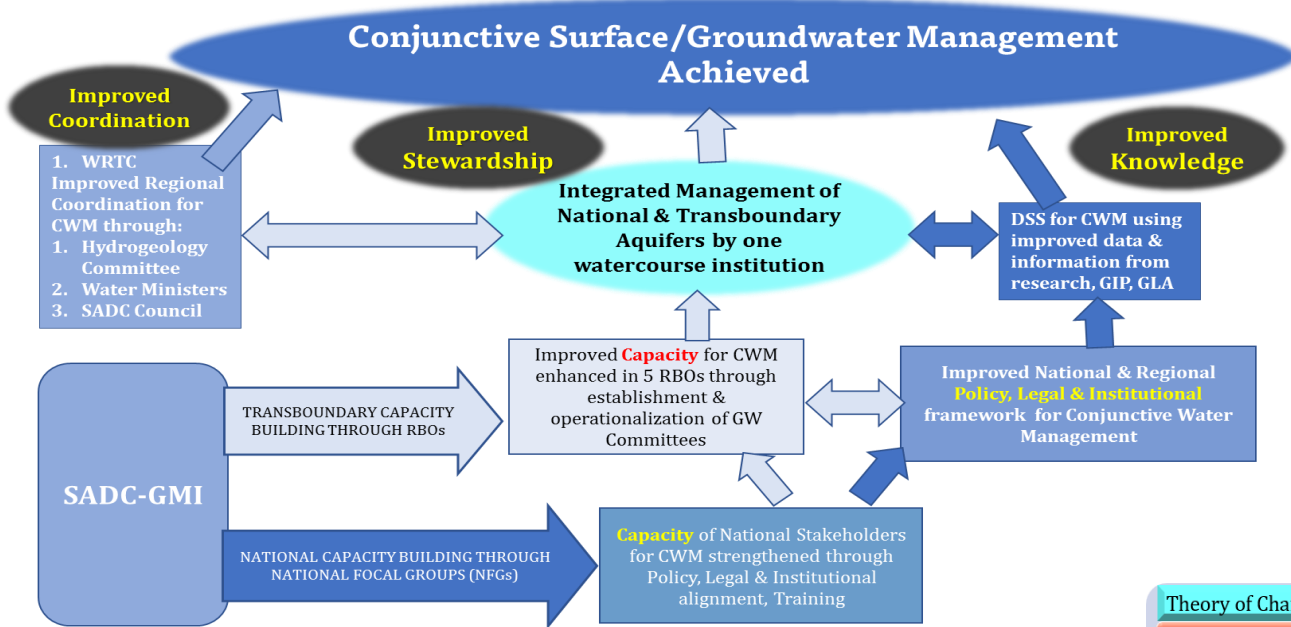 Conjunctive Surface/Groundwater Management
Achieved
Improved
Coordination
Improved
Stewardship
Improved
Knowledge
1. WRTC
Improved Regional
Coordination for
CWM through:
1. Hydrogeology
Committee
2. Water Ministers
3. SADC Council
Integrated Management of
National & Transboundary
Aquifers by one
watercourse institution
DSS for CWM using
improved data &
information from
research, GIP, GLA
SADC-GMI
TRANSBOUNDARY CAPACITY
BUILDING THROUGH RBOs
Improved Capacity for CWM
enhanced in 5 RBOs through
establishment &
operationalization of GW
Committees
Improved National & Regional
Policy, Legal & Institutional
framework for Conjunctive Water
Management
NATIONAL CAPACITY BUILDING THROUGH
NATIONAL FOCAL GROUPS (NFGs)
Capacity of National Stakeholders
for CWM strengthened through
Policy, Legal & Institutional
alignment, Training
Theory of Cha